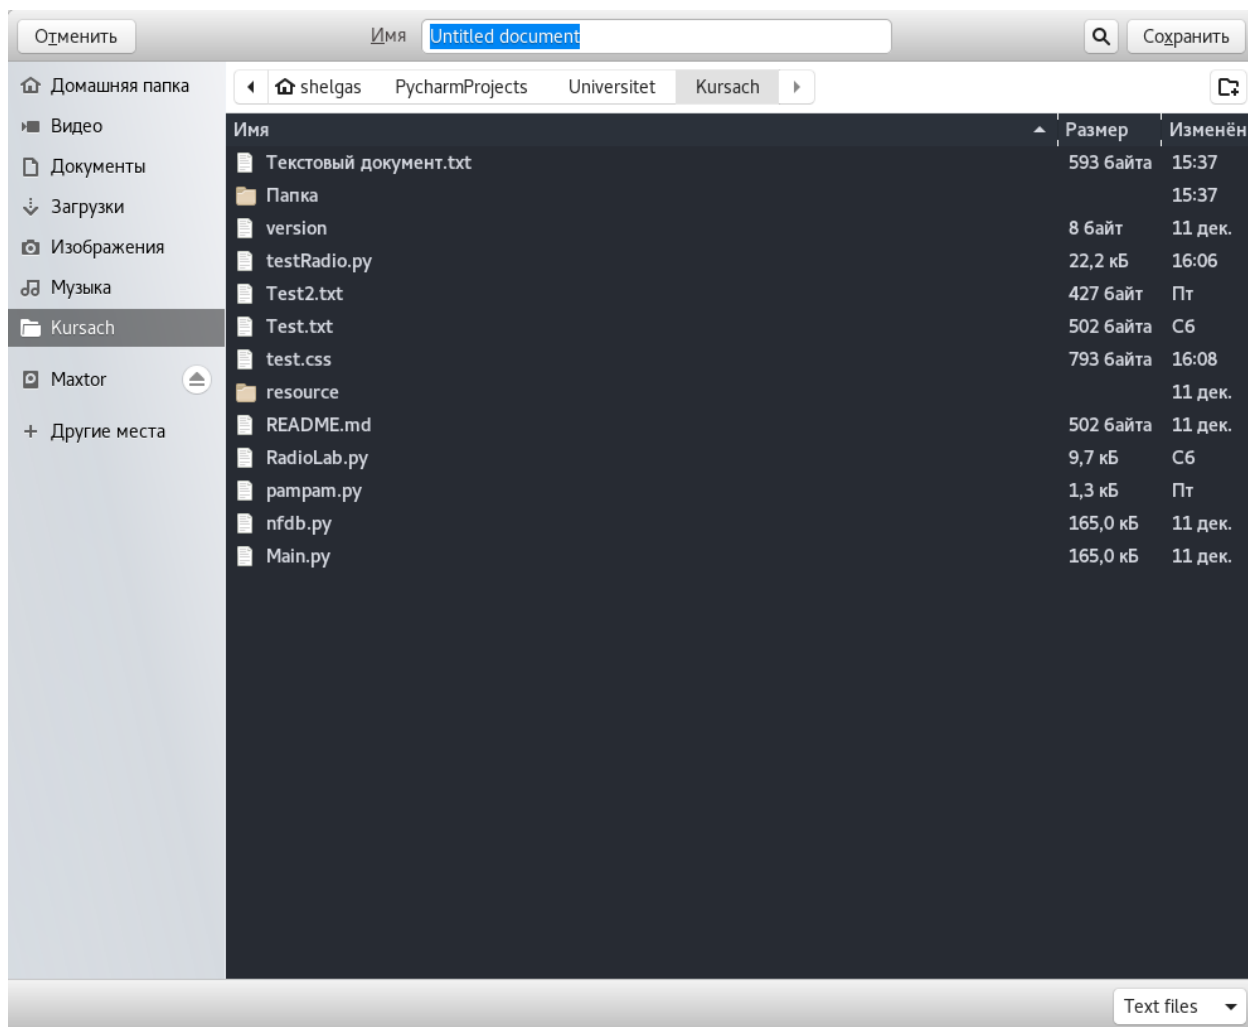 Отменить Имя Untitled document Сохранить
Домашняя папка
Видео
Документы
Загрузки
Изображения
Музыка
Kursach
Maxtor
Другие места
shelgas PycharmProjects Universitet Kursach
Имя Размер Изменён
Текстовый документ.txt 593 байта 15:37
Папка 15:37
version 8 байт 11 дек.
testRadio.py 22,2 кБ 16:06
Test2.txt 427 байт Пт
Test.txt 502 байта Сб
test.css 793 байта 16:08
resource 11 дек.
README.md 502 байта 11 дек.
RadioLab.py 9,7 кБ Сб
pampam.py 1,3 кБ Пт
nfdb.py 165,0 кБ 11 дек.
Main.py 165,0 кБ 11 дек.
Text files